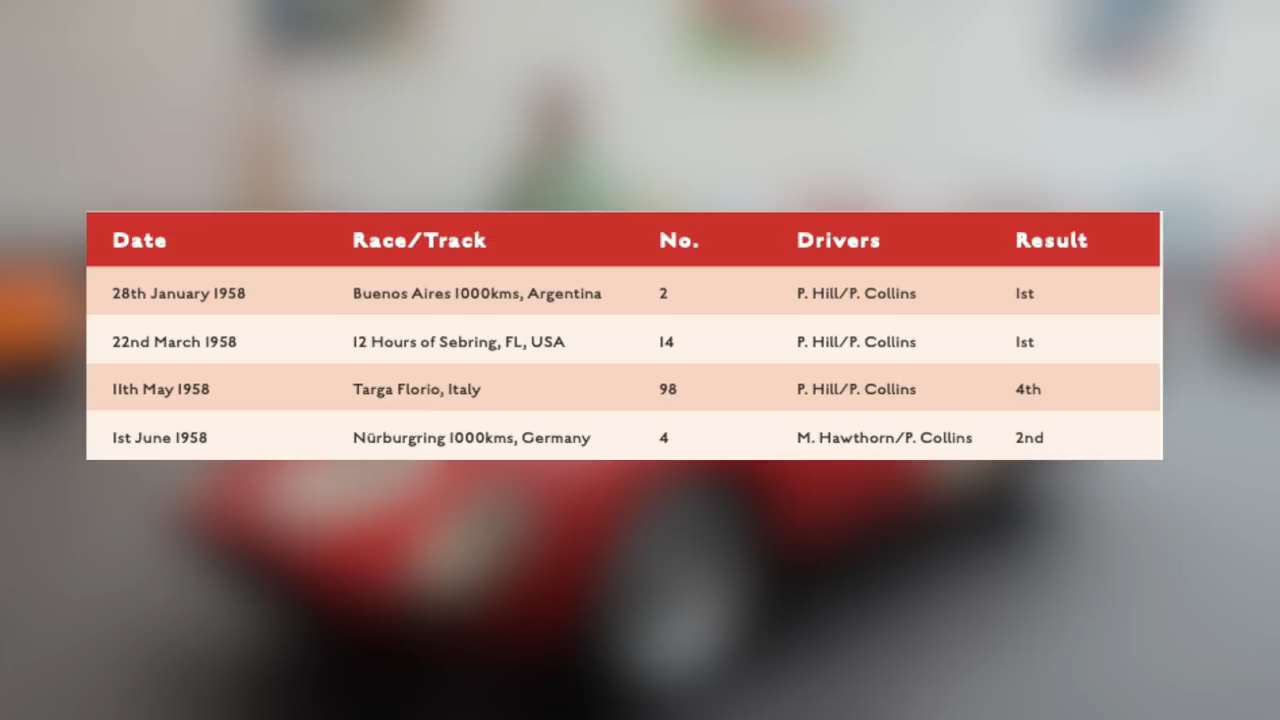 Date Race/Track No. Drivers Result
28th January 1958 Buenos Aires 1000kms, Argentina 2 P. Hill/P. Collins 1st
22nd March 1958 12 Hours of Sebring, FL, USA 14 P. Hill/P. Collins 1st
11th May 1958 Targa Florio, Italy 98 P. Hill/P. Collins 4th
1st June 1958 Nürburgring 1000kms, Germany 4 M. Hawthorn/P. Collins 2nd